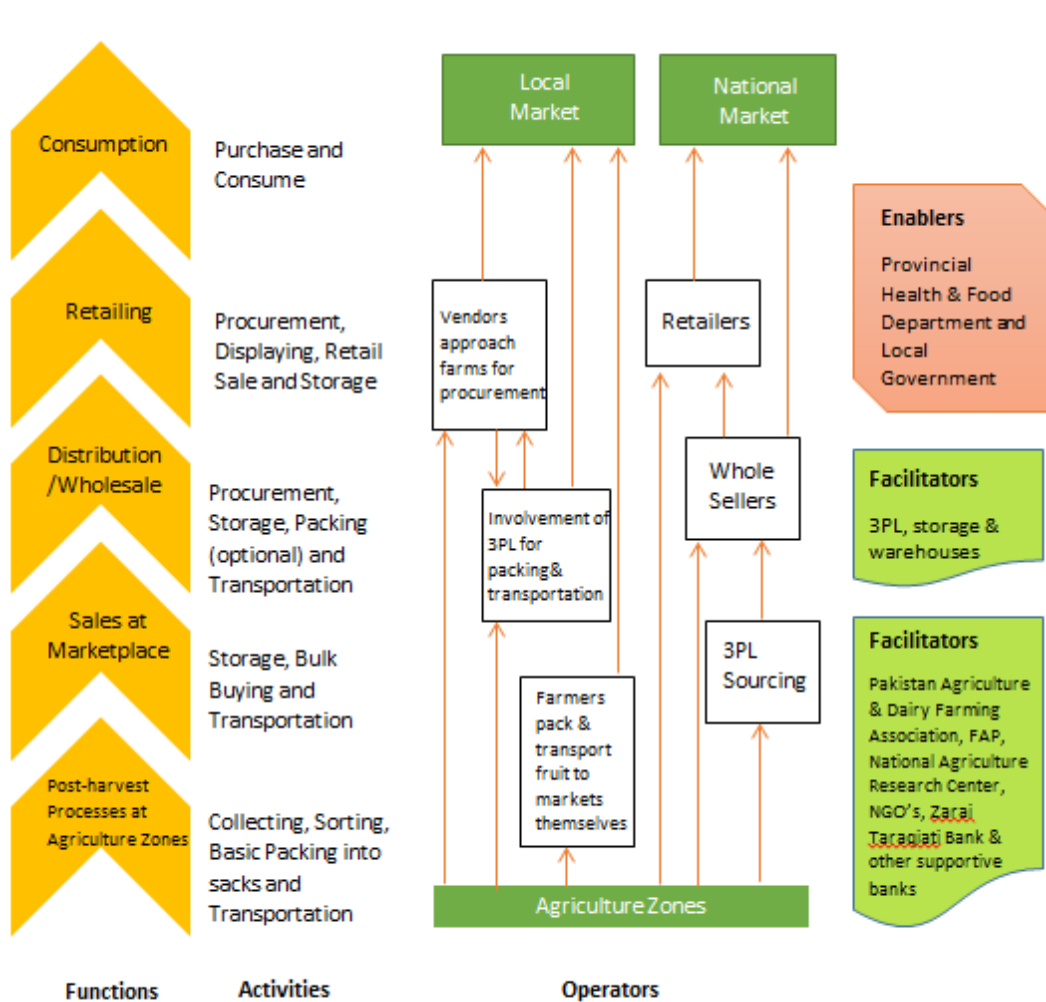 Local
Market
National
Market
Consumption
Purchase and
Consume
Enablers
Provincial
Health & Food
Department and
Local
Government
Retailing
Procurement,
Displaying, Retail
Sale and Storage
Vendors
approach
farms for
procurement
Retailers
Distribution
/Wholesale
Procurement,
Storage, Packing
(optional) and
Transportation
Involvement of
3PL for
packing&
transportation
Whole
Sellers
Facilitators
3PL, storage &
warehouses
Sales at
Marketplace
Storage, Bulk
Buying and
Transportation
Farmers
pack &
transport
fruit to
markets
themselves
3PL
Sourcing
Facilitators
Pakistan Agriculture
& Dairy Farming
Association, FAP,
National Agriculture
Research Center,
NGO's, Zarai
Taraqiati Bank &
other supportive
banks
Post-harvest
Processes at
Agriculture Zones
Collecting, Sorting,
Basic Packing into
sacks and
Transportation
Agriculture Zones
Functions
Activities
Operators